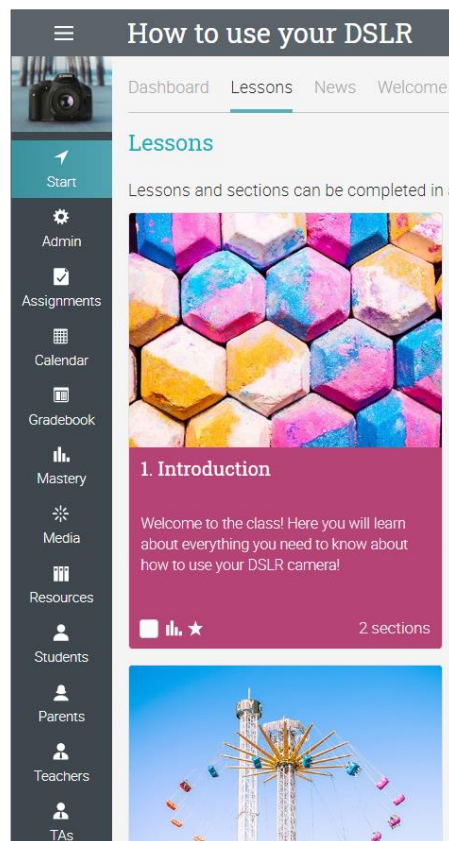 How to use your DSLR
Dashboard Lessons News Welcome
Lessons
Lessons and sections can be completed in
Start
Admin
Assignments
Calendar
Gradebook
Mastery
Media
Resources
Students
Parents
Teachers
TAs
1. Introduction
Welcome to the class! Here you will learn
about everything you need to know about
how to use your DSLR camera!
2 sections